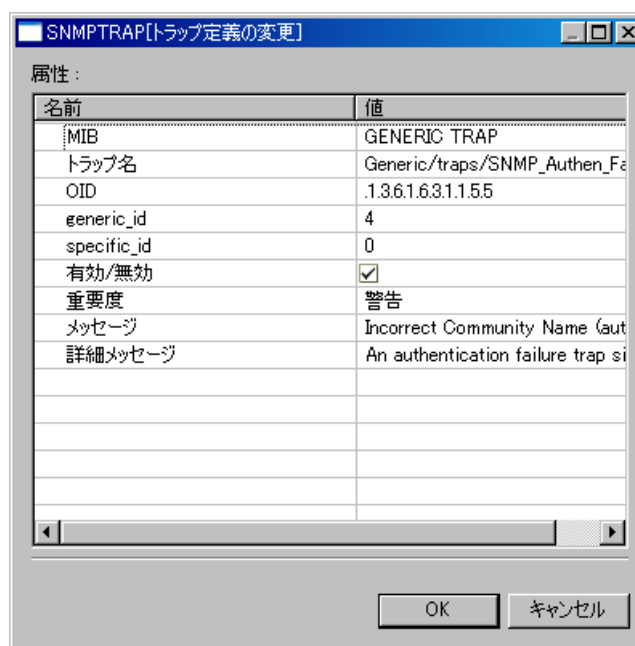 SNMPTRAP[トラップ定義の変更]
属性：
名前 値
MIB GENERIC TRAP
トラップ名 Generic/traps/SNMP_Authen_Fa
OID .1.3.6.1.6.3.1.1.5.5
generic_id 4
specific_id 0
有効/無効
重要度 警告
メッセージ Incorrect Community Name (aut
詳細メッセージ An authentication failure trap si
OK キャンセル